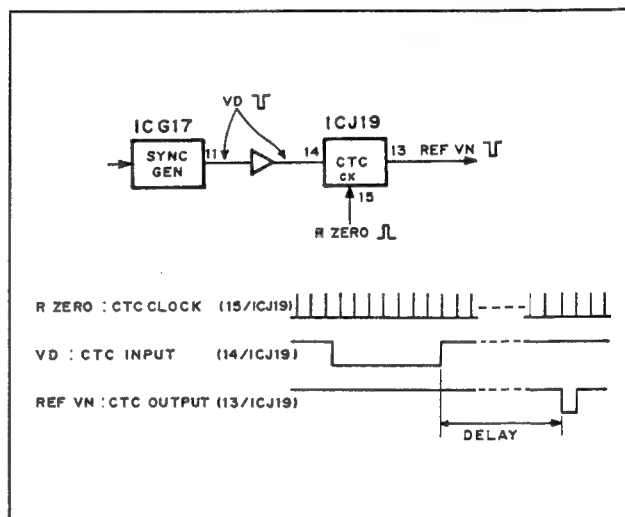 VD
ICG17
ICJ19
SYNC GEN
11
14
CTC
CK
13 REF VN
15
R ZERO
R ZERO : CTC CLOCK (15/ICJ19)
VD : CTC INPUT (14/ICJ19)
REF VN : CTC OUTPUT (13/ICJ19)
DELAY